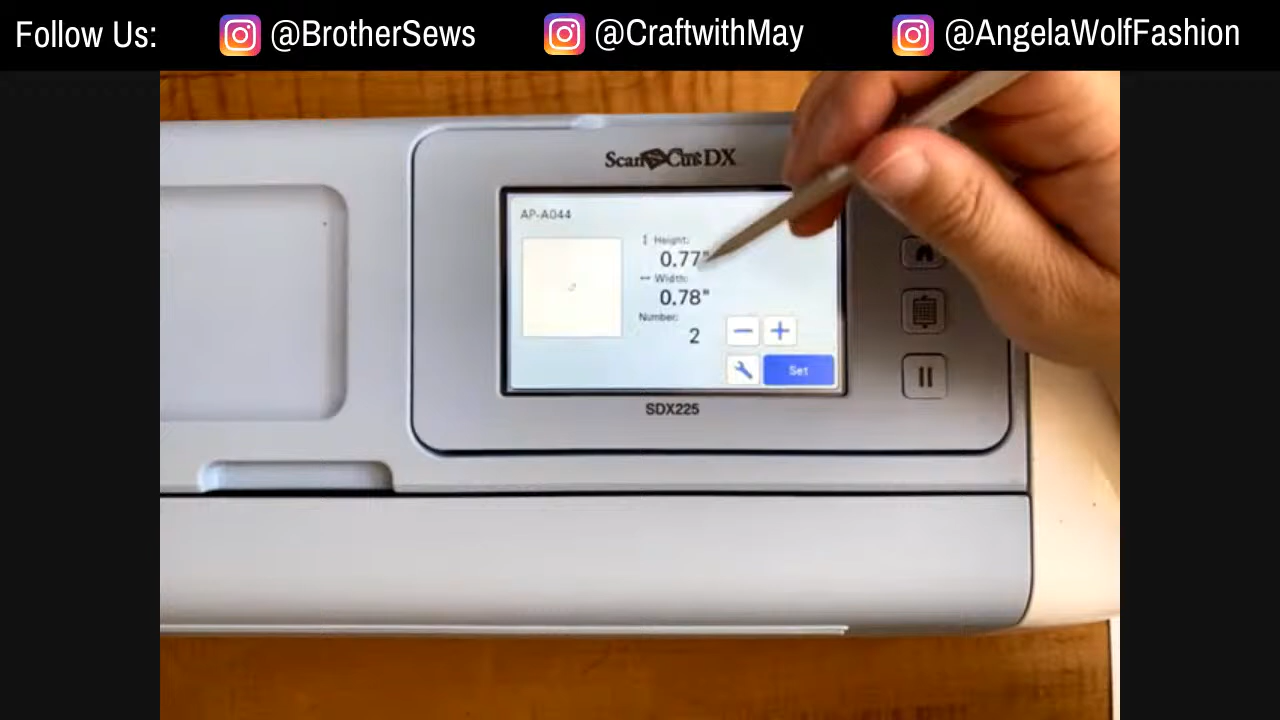 Follow Us: @BrotherSews @CraftwithMay @AngelaWolfFashion
ScanNCut DX
AP-A044
Height:
0.77"
Width:
0.78"
Number:
2
Set
SDX225